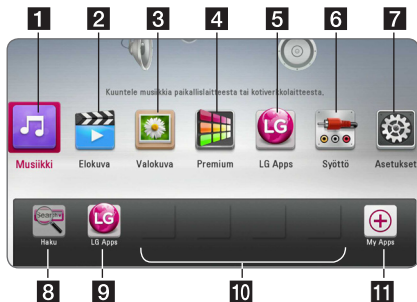 1 2 3 4 5 6 7
Kuuntele musiikkia paikallislaitteesta tai kotiverkkolaitteesta.
LG
Musiikki Elokuva Valokuva Premium LG Apps Syöttö Asetukset
Search LG
Haku LG Apps My Apps
8 9 10 11